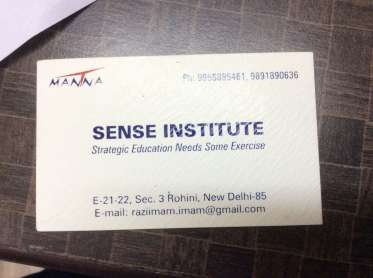 MANTNA
Ph: 9958895461, 9891890636
SENSE INSTITUTE
Strategic Education Needs Some Exercise
E-21-22, Sec. 3 Rohini, New Delhi-85
E-mail: raziimam.imam@gmail.com